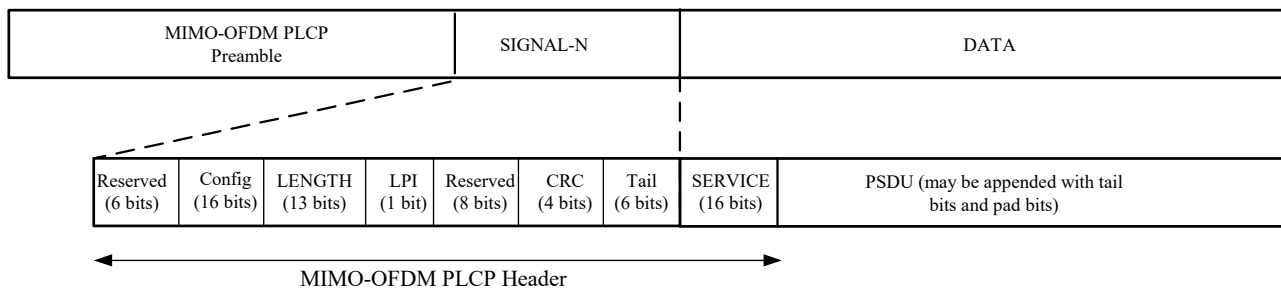 MIMO-OFDM PLCP
Preamble
SIGNAL-N
DATA
Reserved
(6 bits)
Config
(16 bits)
LENGTH
(13 bits)
LPI
(1 bit)
Reserved
(8 bits)
CRC
(4 bits)
Tail
(6 bits)
SERVICE
(16 bits)
PSDU (may be appended with tail
bits and pad bits)
MIMO-OFDM PLCP Header